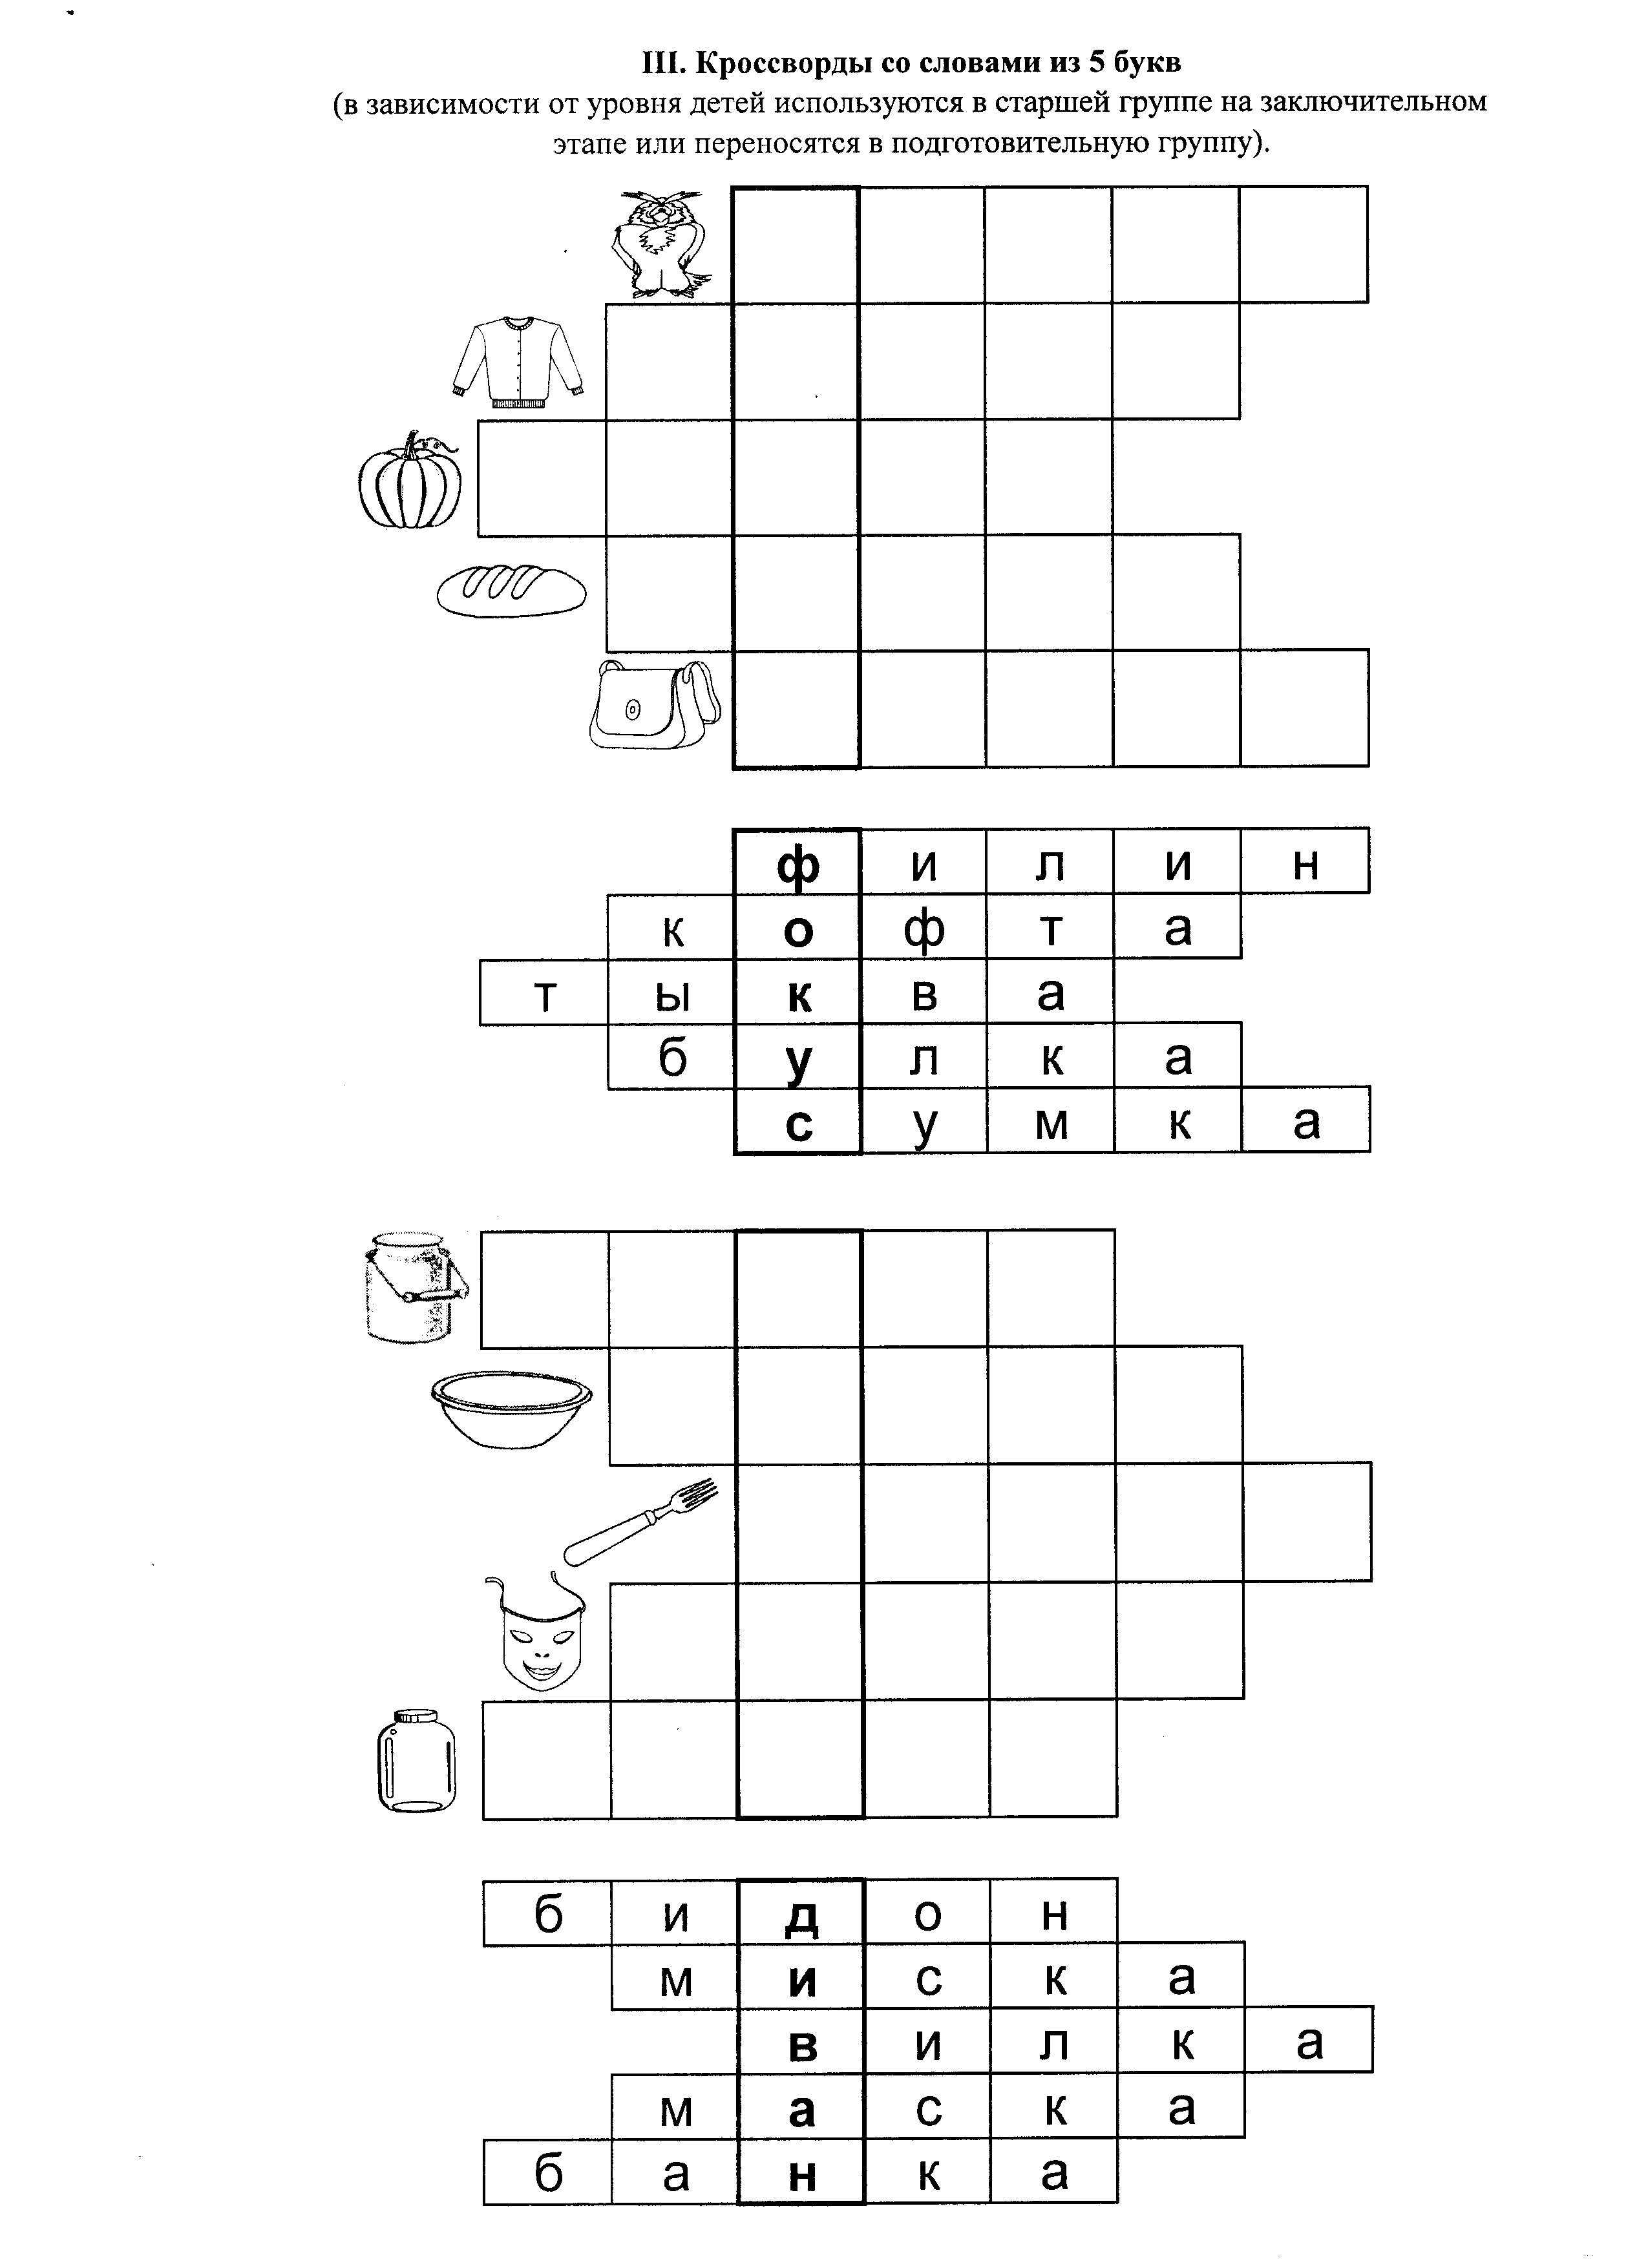 III. Кроссворды со словами из 5 букв
(в зависимости от уровня детей используются в старшей группе на заключительном
этапе или переносятся в подготовительную группу).
ф и л и н
к о ф т а
т ы к в а
б у л к а
с у м к а
б и д о н
м и с к а
в и л к а
м а с к а
б а н к а